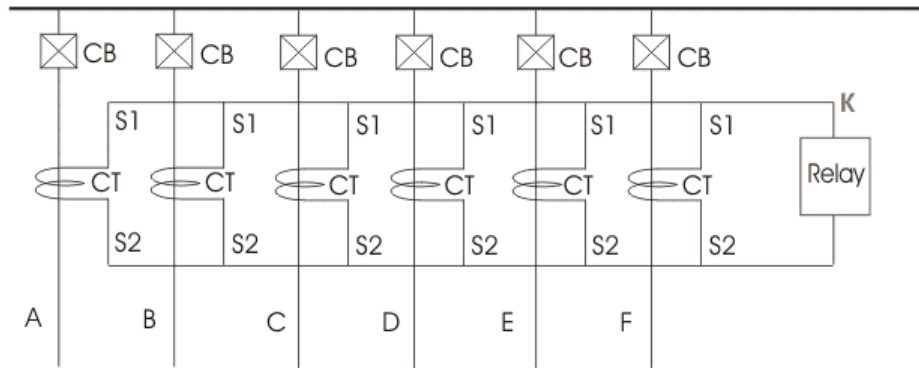 CB CB CB CB CB CB
K
S1 S1 S1 S1 S1 S1
CT CT CT CT CT CT Relay
S2 S2 S2 S2 S2 S2
A B C D E F